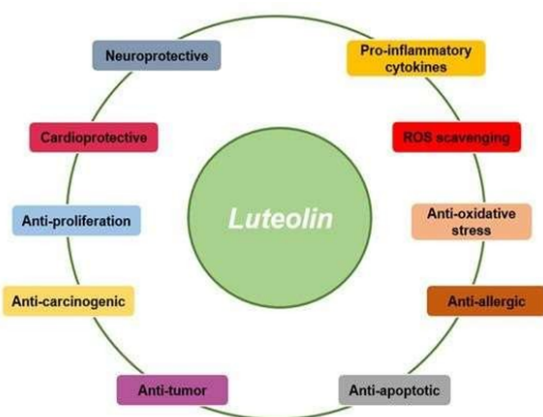 Neuroprotective
Pro-inflammatory
cytokines
Cardioprotective
ROS scavenging
Luteolin
Anti-proliferation
Anti-oxidative
stress
Anti-carcinogenic
Anti-allergic
Anti-tumor
Anti-apoptotic